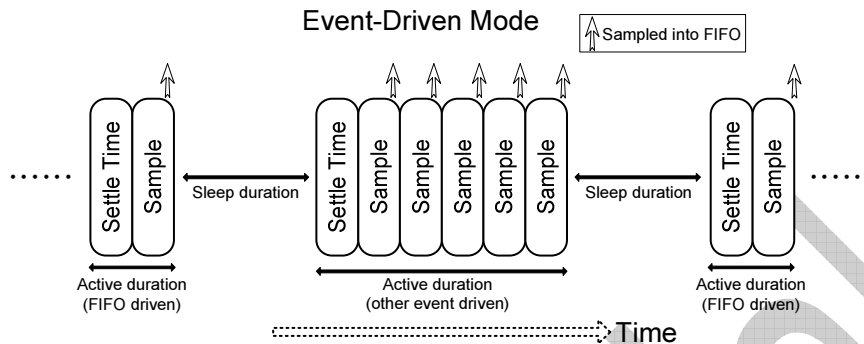 Event-Driven Mode
Sampled into FIFO
Settle Time
Sample
Sleep duration
Settle Time
Sample
Sample
Sample
Sample
Sample
Sleep duration
Settle Time
Sample
Active duration
(FIFO driven)
Active duration
(other event driven)
Active duration
(FIFO driven)
Time